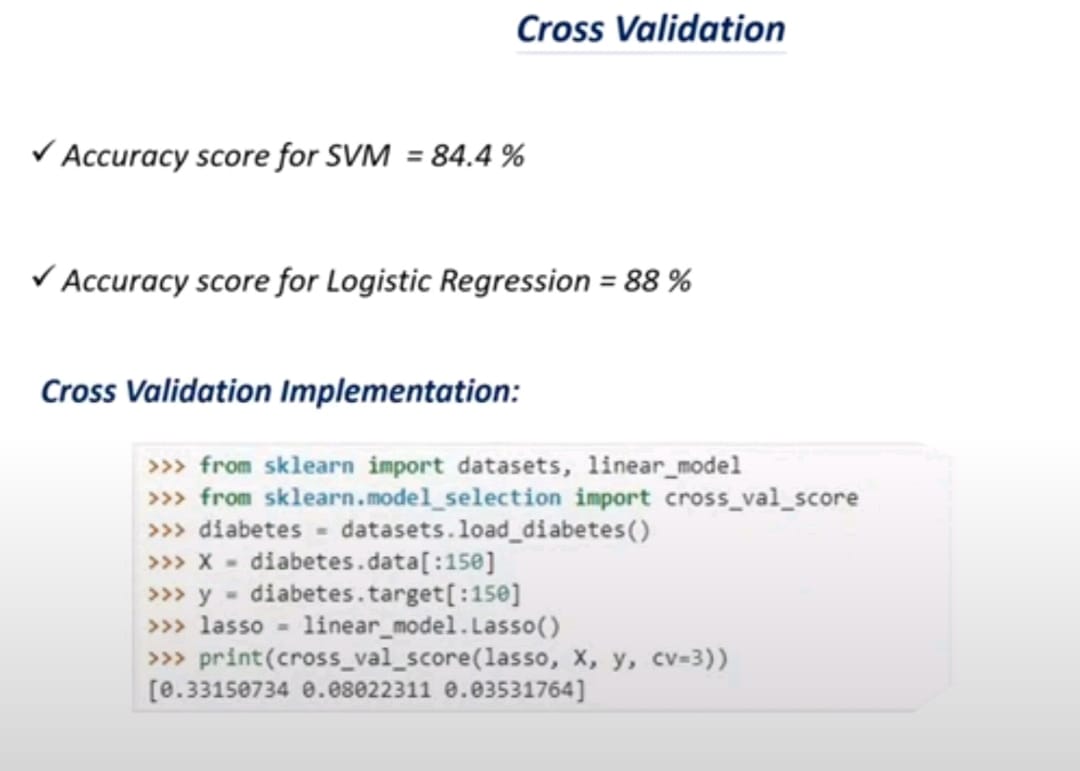 Cross Validation
✓ Accuracy score for SVM = 84.4 %
✓ Accuracy score for Logistic Regression = 88 %
Cross Validation Implementation:
>>> from sklearn import datasets, linear_model
>>> from sklearn.model_selection import cross_val_score
>>> diabetes = datasets.load_diabetes()
>>> X = diabetes.data[:150]
>>> y = diabetes.target[:150]
>>> lasso = linear_model.Lasso()
>>> print(cross_val_score(lasso, X, y, cv=3))
[0.33150734 0.08022311 0.03531764]